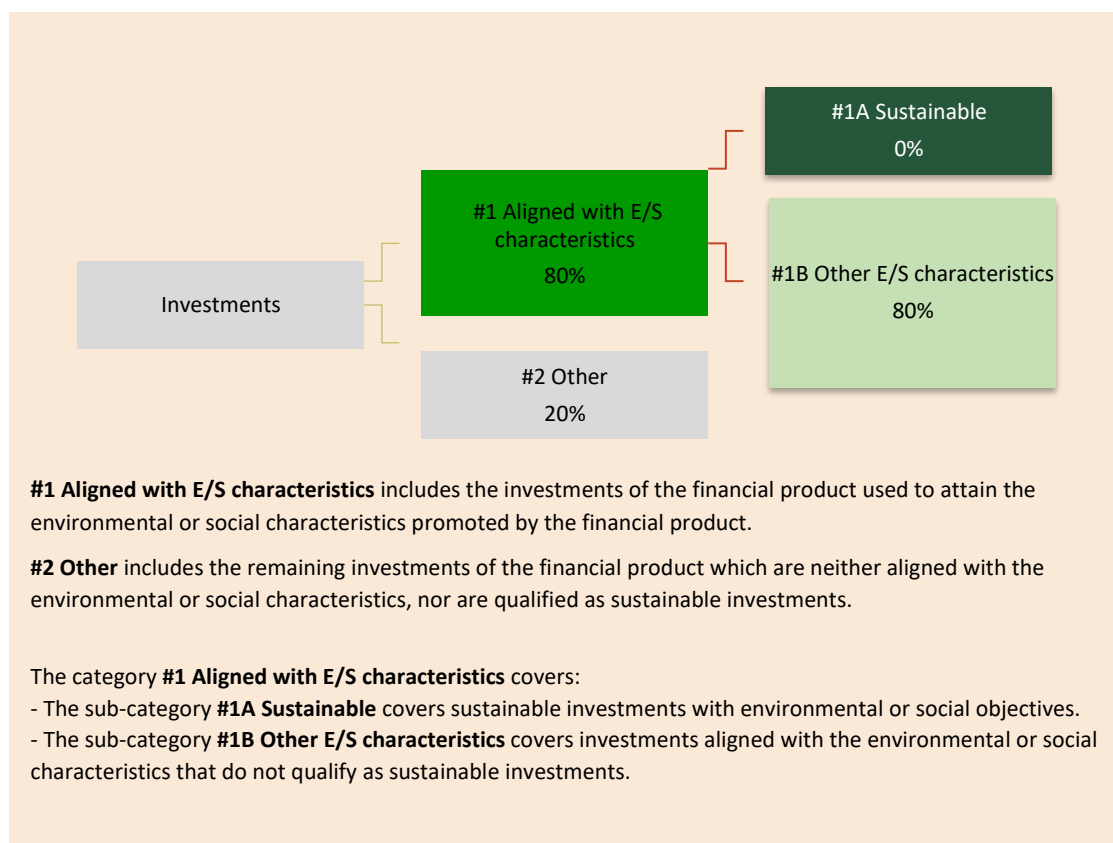 #1A Sustainable
0%
#1 Aligned with E/S
characteristics
80%
#1B Other E/S characteristics
80%
Investments
#2 Other
20%
#1 Aligned with E/S characteristics includes the investments of the financial product used to attain the
environmental or social characteristics promoted by the financial product.
#2 Other includes the remaining investments of the financial product which are neither aligned with the
environmental or social characteristics, nor are qualified as sustainable investments.
The category #1 Aligned with E/S characteristics covers:
- The sub-category #1A Sustainable covers sustainable investments with environmental or social objectives.
- The sub-category #1B Other E/S characteristics covers investments aligned with the environmental or social
characteristics that do not qualify as sustainable investments.